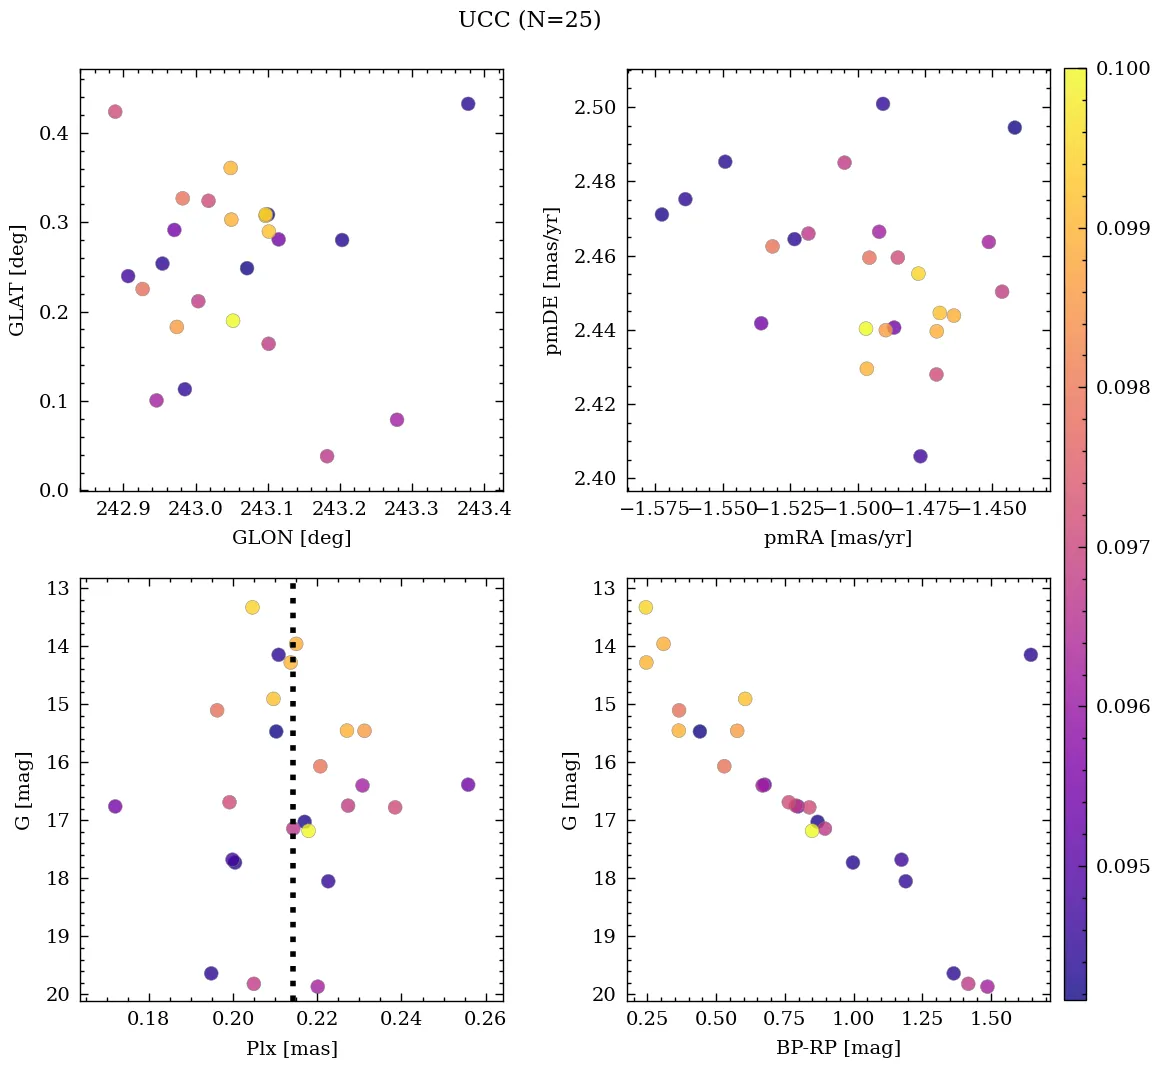 UCC (N=25)
0.4
0.3
0.2
0.1
0.0
GLAT [deg]
242.9 243.0 243.1 243.2 243.3 243.4
GLON [deg]
2.50
2.48
2.46
2.44
2.42
2.40
pmDE [mas/yr]
−1.575 −1.550 −1.525 −1.500 −1.475 −1.450
pmRA [mas/yr]
0.100
0.099
0.098
0.097
0.096
0.095
13
14
15
16
17
18
19
20
G [mag]
0.18 0.20 0.22 0.24 0.26
Plx [mas]
13
14
15
16
17
18
19
20
G [mag]
0.25 0.50 0.75 1.00 1.25 1.50
BP-RP [mag]